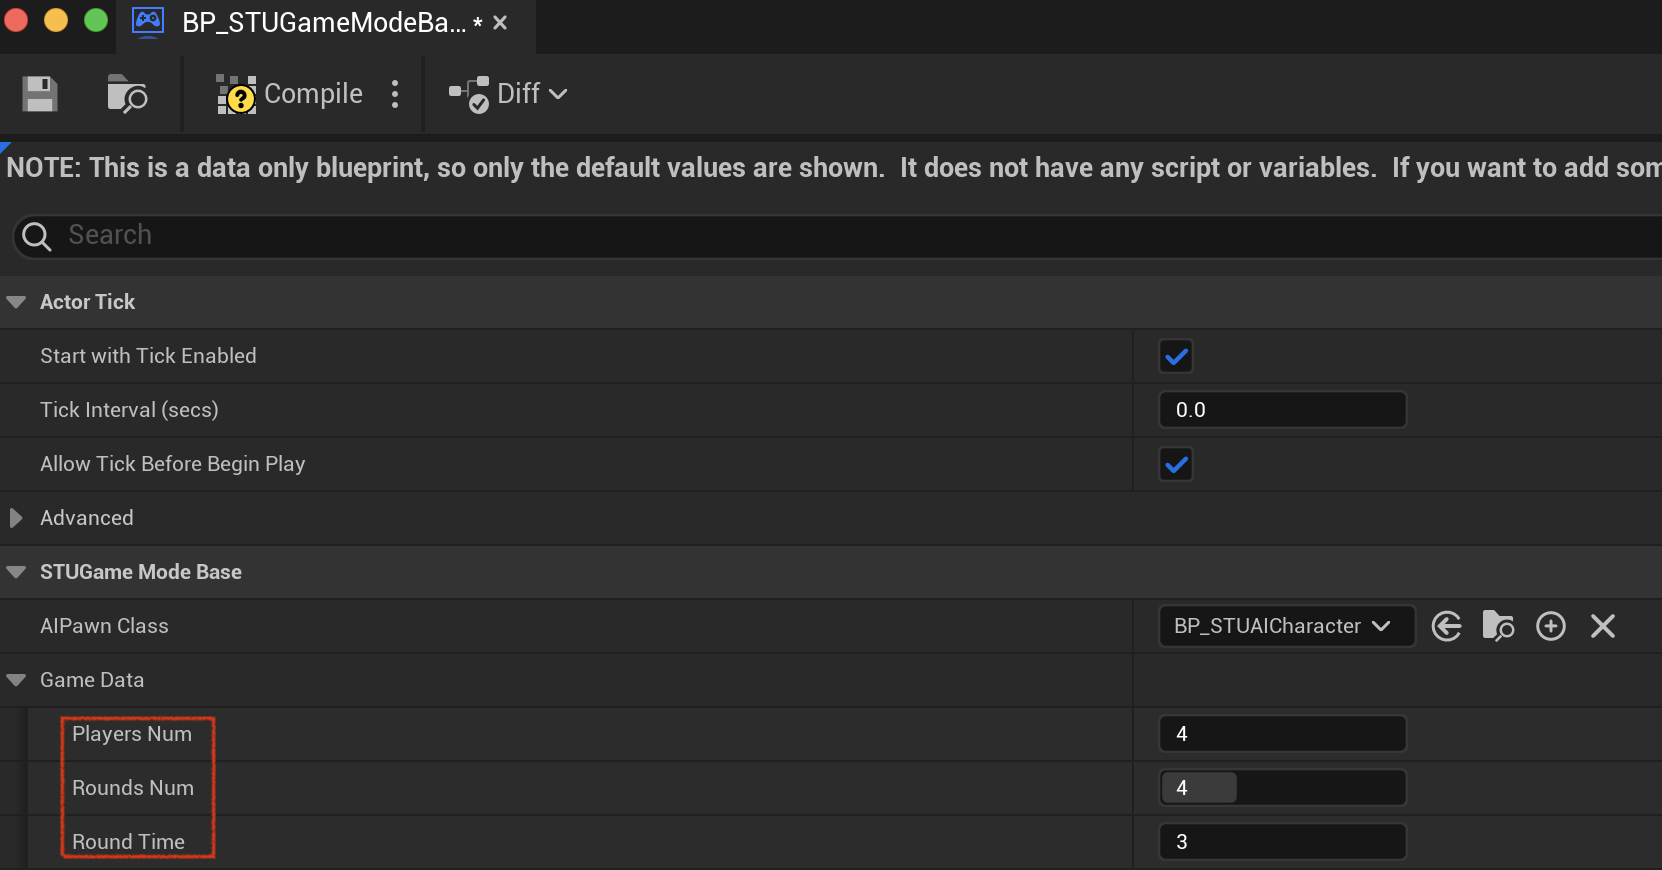 BP_STUGameModeBa... *
Compile
Diff
NOTE: This is a data only blueprint, so only the default values are shown.  It does not have any script or variables.  If you want to add som
Search
Actor Tick
Start with Tick Enabled
Tick Interval (secs)
0.0
Allow Tick Before Begin Play
Advanced
STUGame Mode Base
AIPawn Class
BP_STUAICharacter
Game Data
Players Num
4
Rounds Num
4
Round Time
3